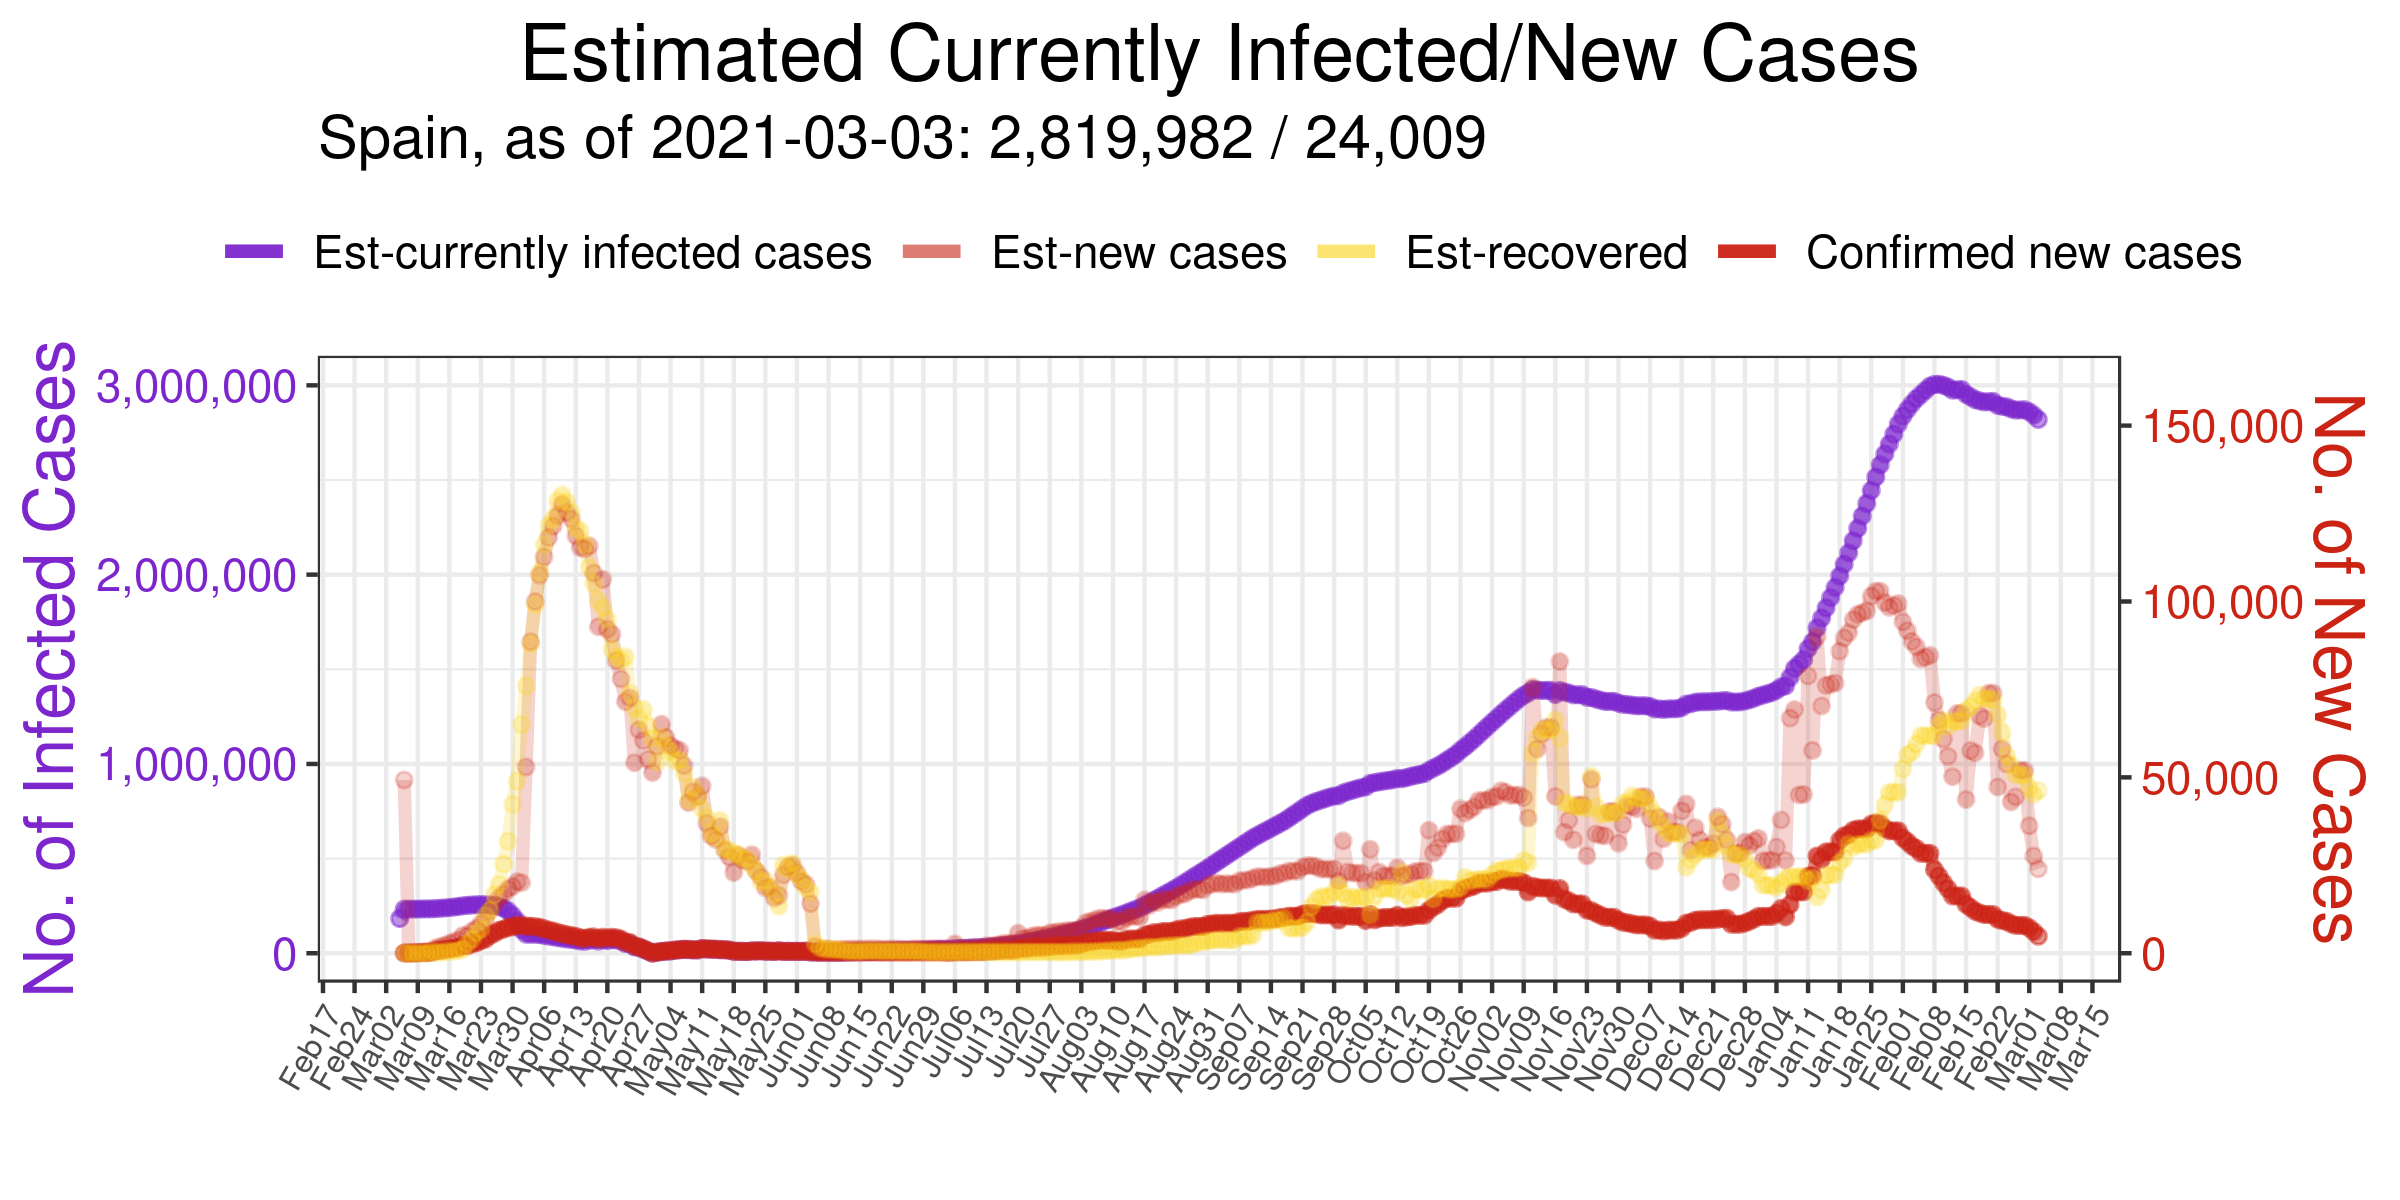 Estimated Currently Infected/New Cases
Spain, as of 2021-03-03: 2,819,982 / 24,009
Est-currently infected cases Est-new cases Est-recovered Confirmed new cases
No. of Infected Cases
3,000,000
2,000,000
1,000,000
0
150,000
100,000
50,000
0
No. of New Cases
Feb17 Feb24 Mar02 Mar09 Mar16 Mar23 Mar30 Apr06 Apr13 Apr20 Apr27 May04 May11 May18 May25 Jun01 Jun08 Jun15 Jun22 Jun29 Jul06 Jul13 Jul20 Jul27 Aug03 Aug10 Aug17 Aug24 Aug31 Sep07 Sep14 Sep21 Sep28 Oct05 Oct12 Oct19 Oct26 Nov02 Nov09 Nov16 Nov23 Nov30 Dec07 Dec14 Dec21 Dec28 Jan04 Jan11 Jan18 Jan25 Feb01 Feb08 Feb15 Feb22 Mar01 Mar08 Mar15